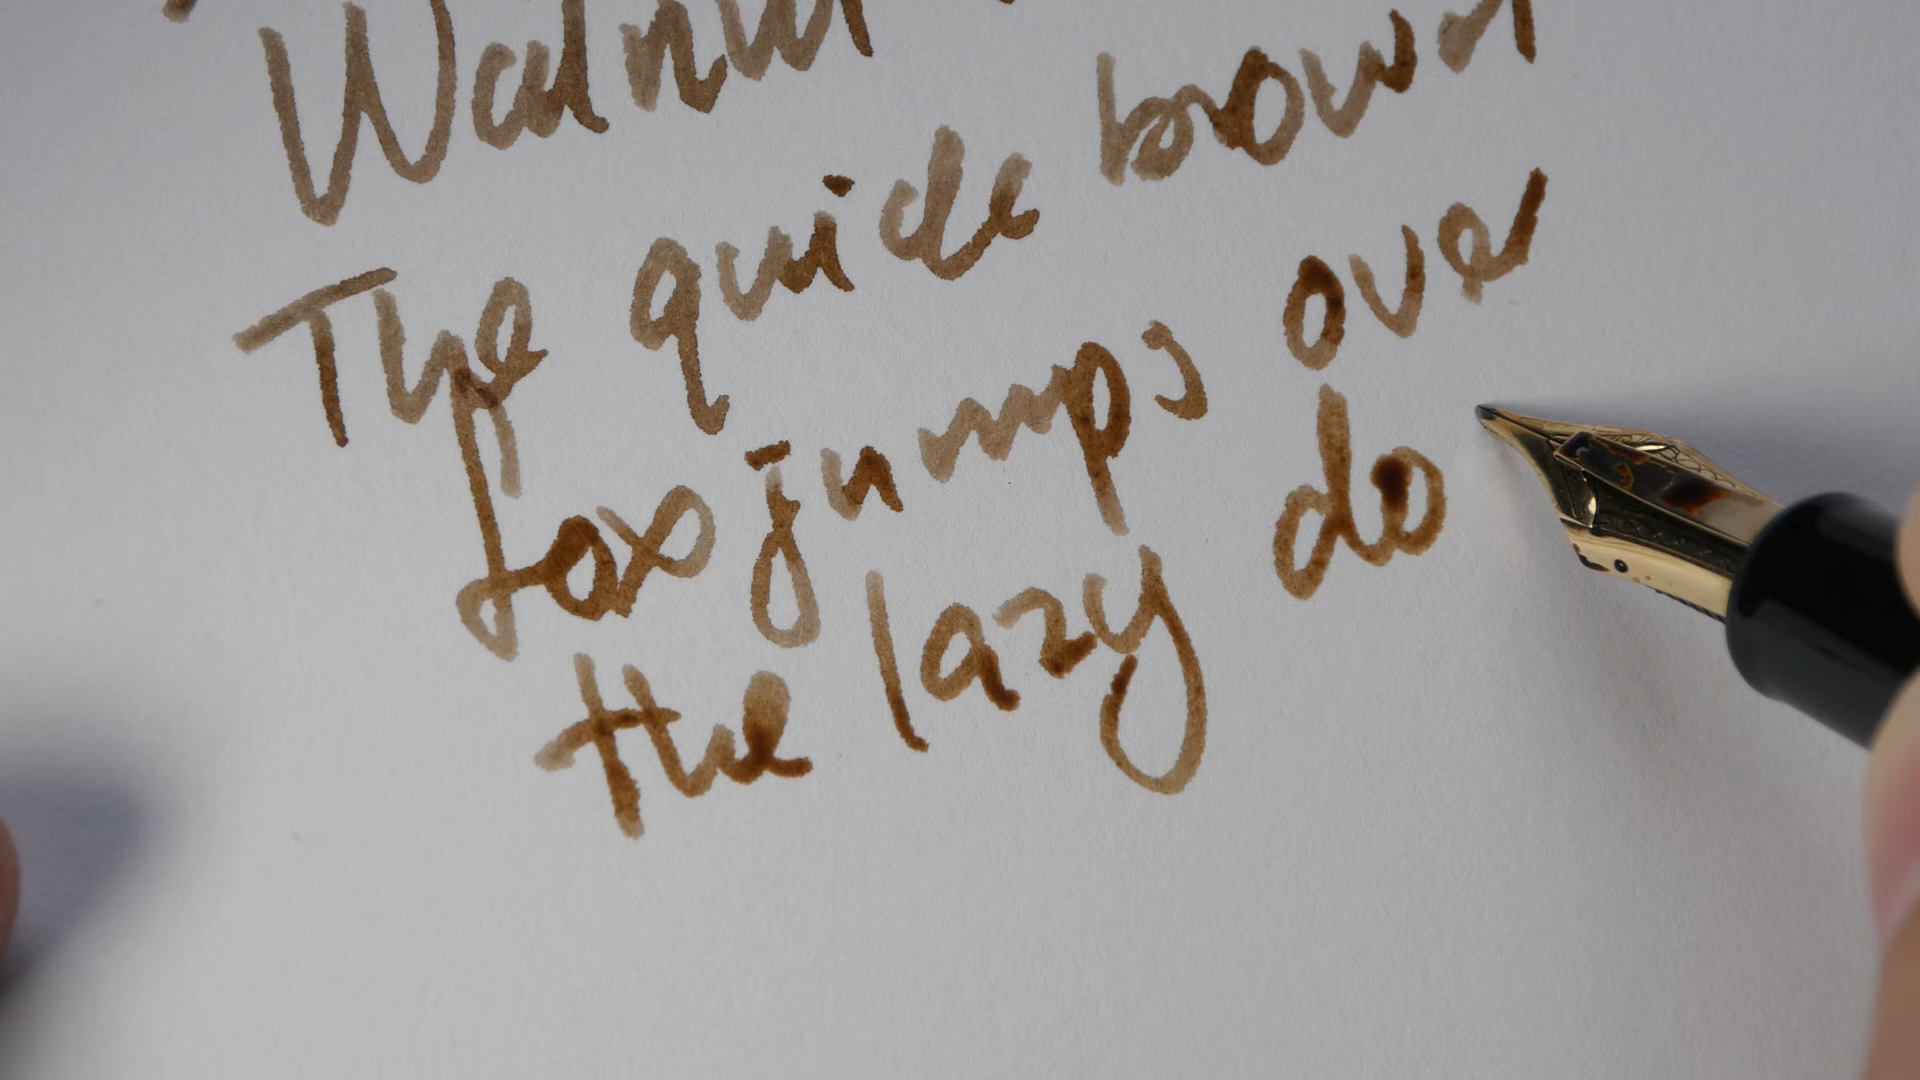 Walnut
The quick brown
fox jumps over
the lazy do